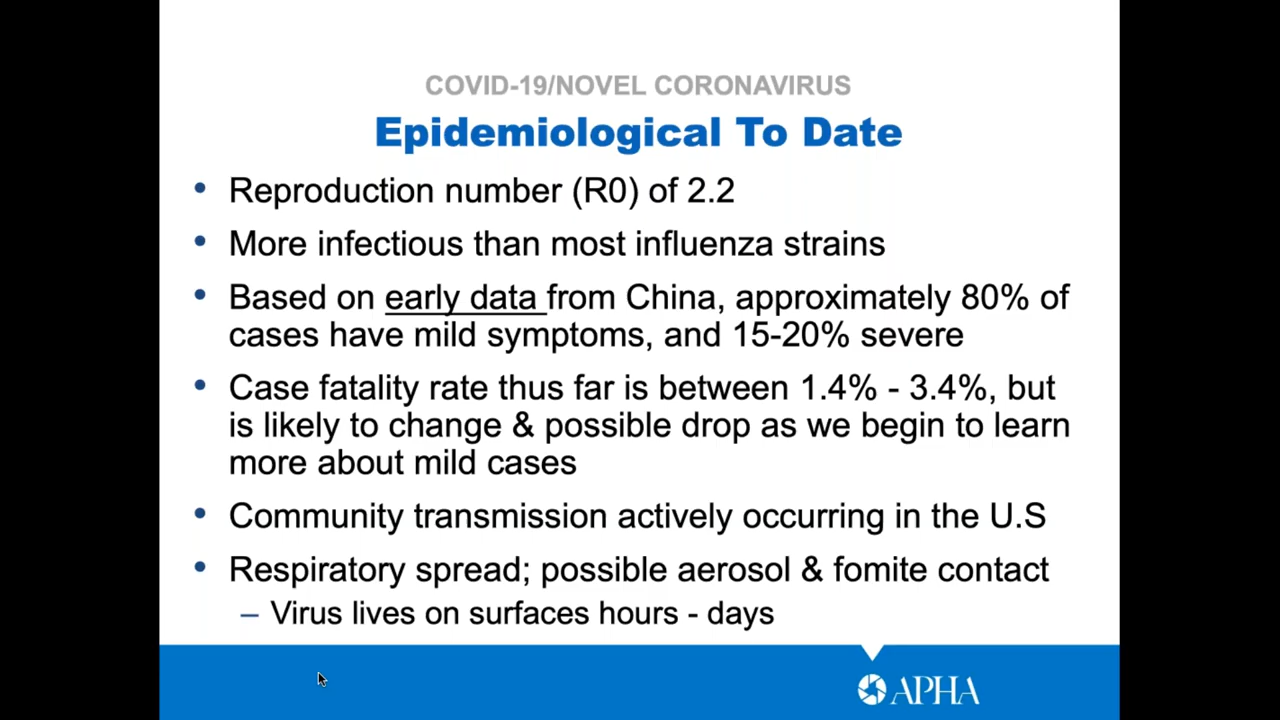 COVID-19/NOVEL CORONAVIRUS
Epidemiological To Date
• Reproduction number (R0) of 2.2
• More infectious than most influenza strains
• Based on early data from China, approximately 80% of
cases have mild symptoms, and 15-20% severe
• Case fatality rate thus far is between 1.4% - 3.4%, but
is likely to change & possible drop as we begin to learn
more about mild cases
• Community transmission actively occurring in the U.S
• Respiratory spread; possible aerosol & fomite contact
– Virus lives on surfaces hours - days
APHA